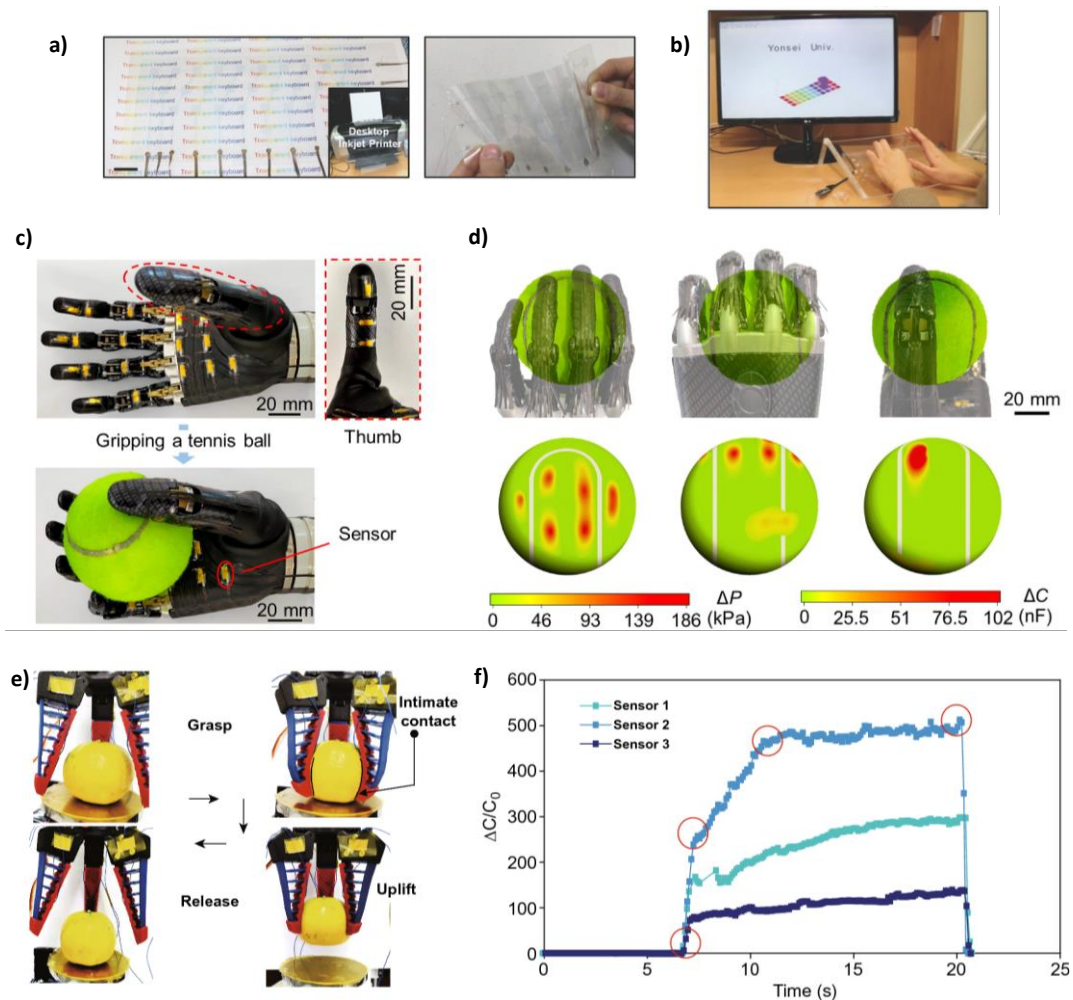 a)
Transparent keyboard
Desktop
Inkjet Printer
b)
Yonsei Univ.
c)
20 mm
20 mm
Gripping a tennis ball
Thumb
Sensor
20 mm
d)
20 mm
ΔP
0 46 93 139 186 (kPa)
ΔC
0 25.5 51 76.5 102 (nF)
e)
Grasp
Intimate
contact
Release
Uplift
f)
600
500
400
300
200
100
0
ΔC/C0
Sensor 1
Sensor 2
Sensor 3
0 5 10 15 20 25
Time (s)